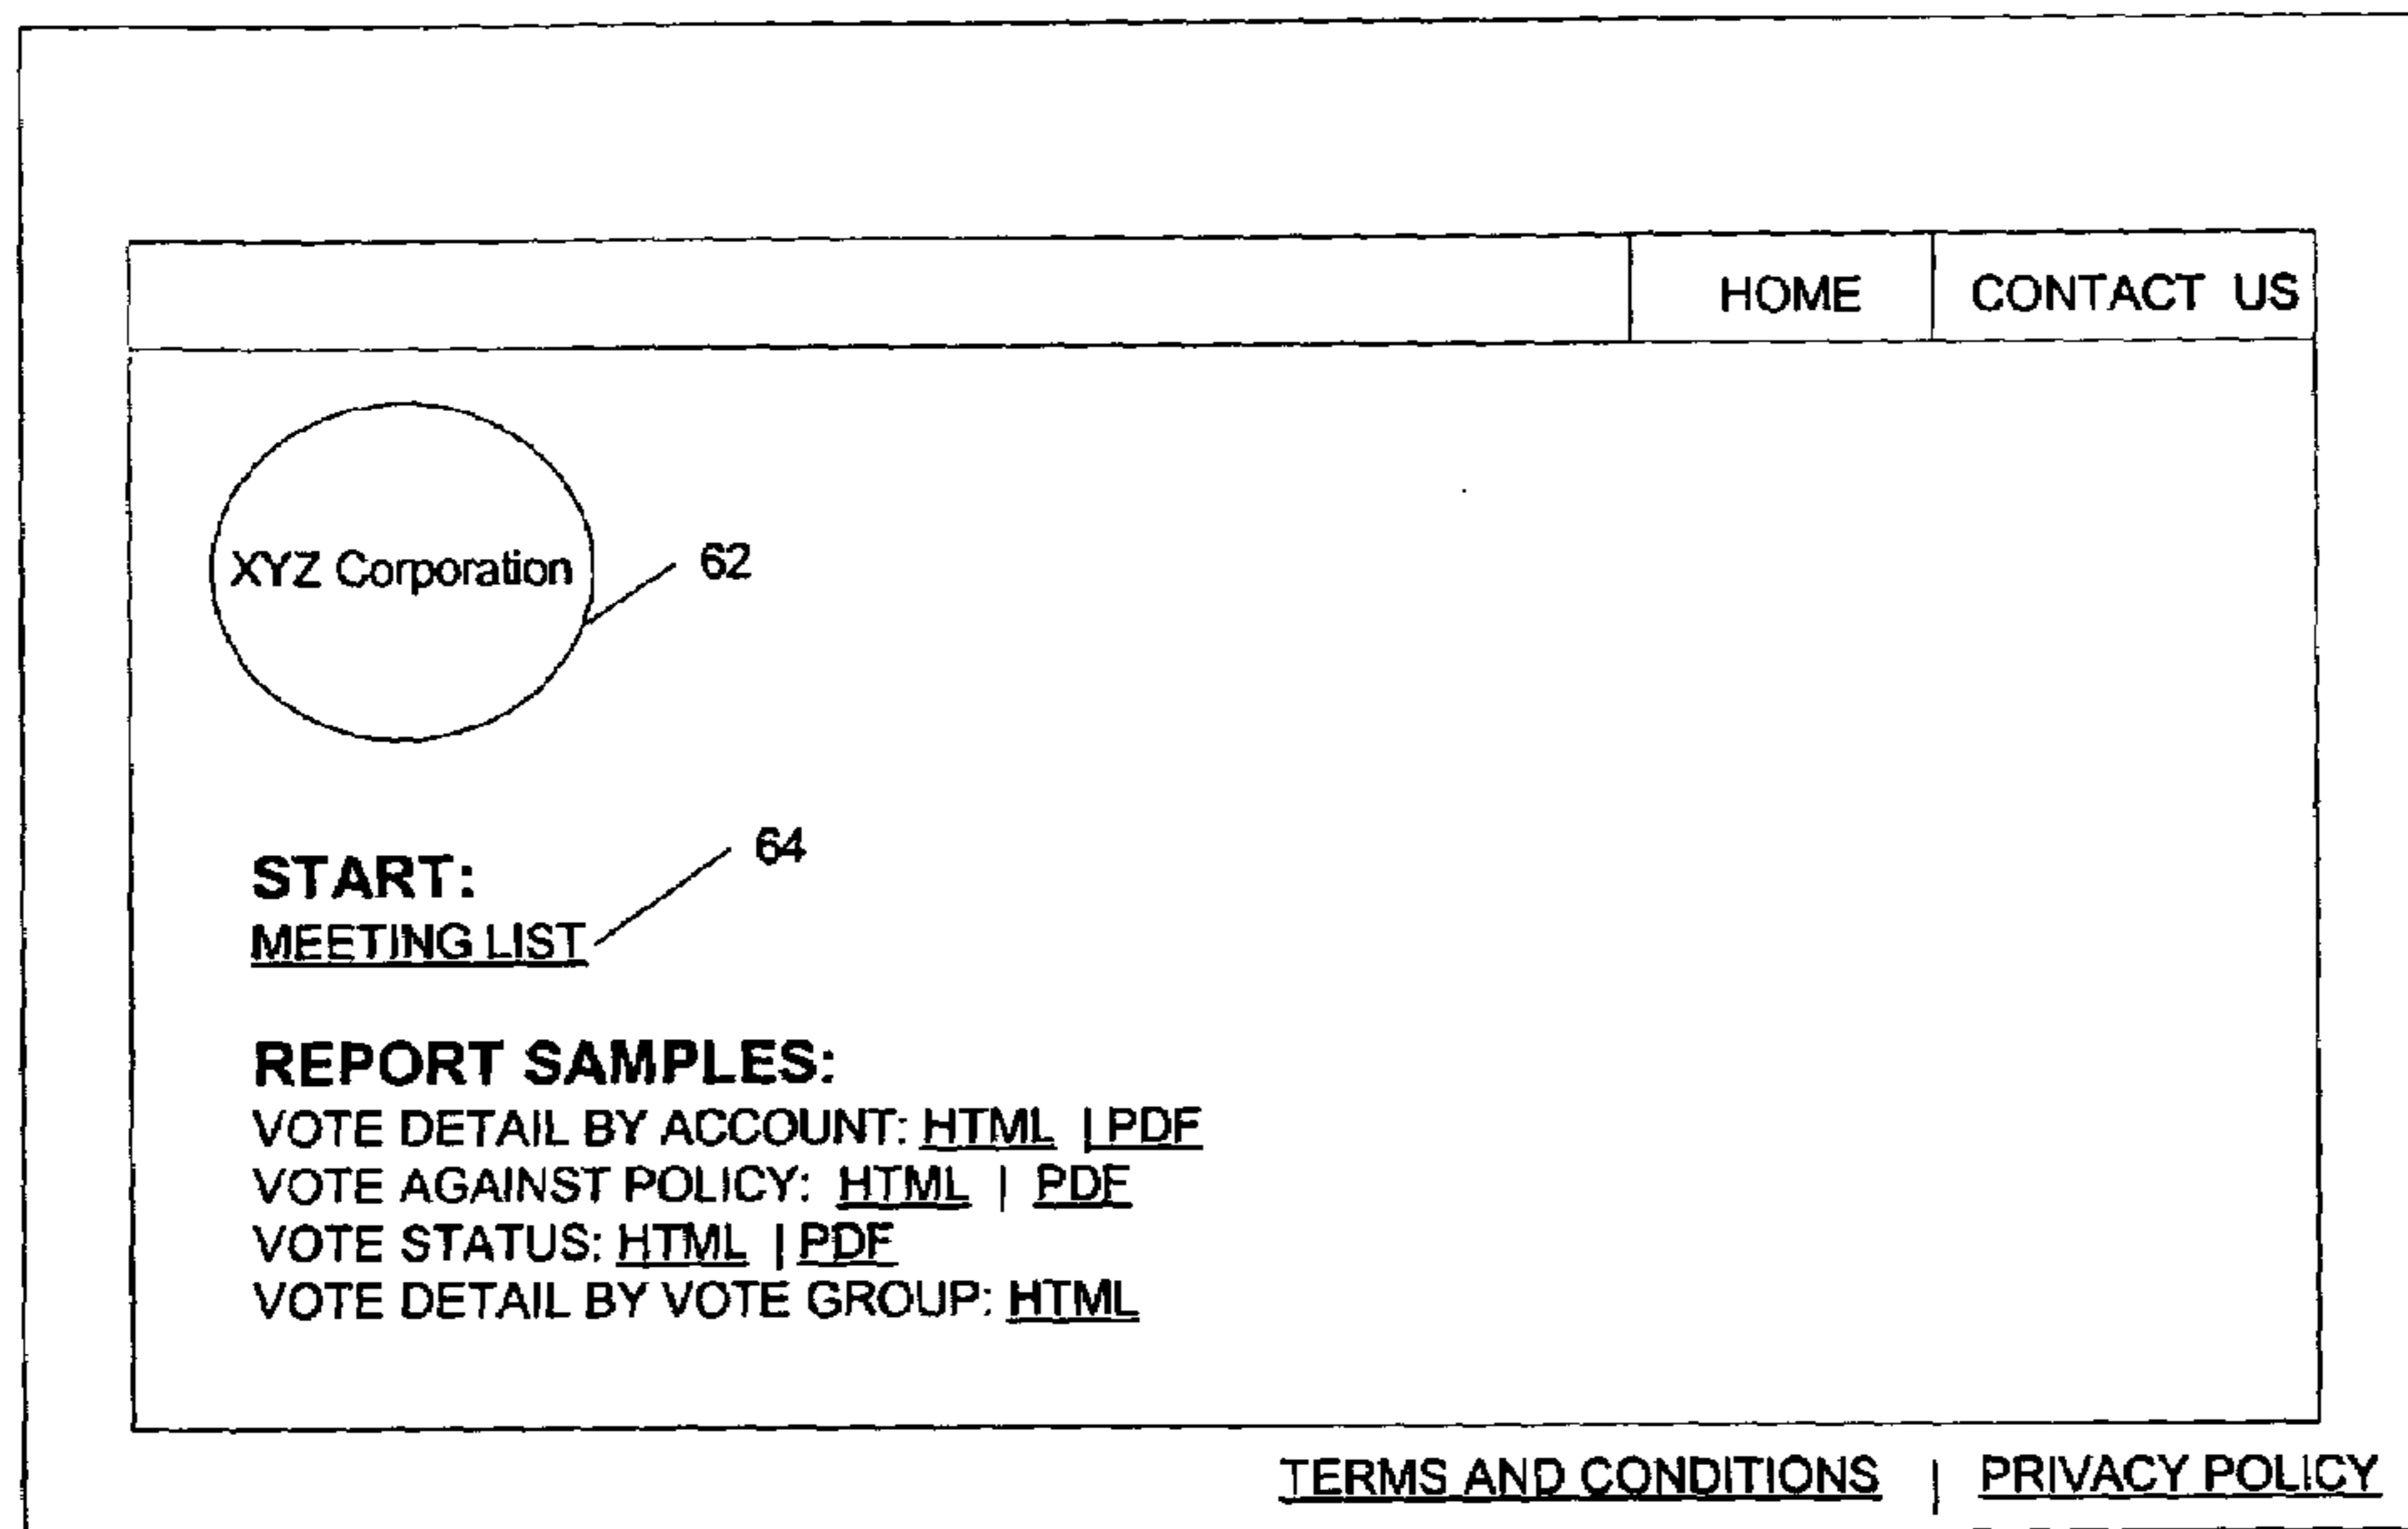 HOME CONTACT US
XYZ Corporation 62
64
START:
MEETING LIST
REPORT SAMPLES:
VOTE DETAIL BY ACCOUNT: HTML | PDF
VOTE AGAINST POLICY: HTML | PDF
VOTE STATUS: HTML | PDF
VOTE DETAIL BY VOTE GROUP: HTML
TERMS AND CONDITIONS | PRIVACY POLICY